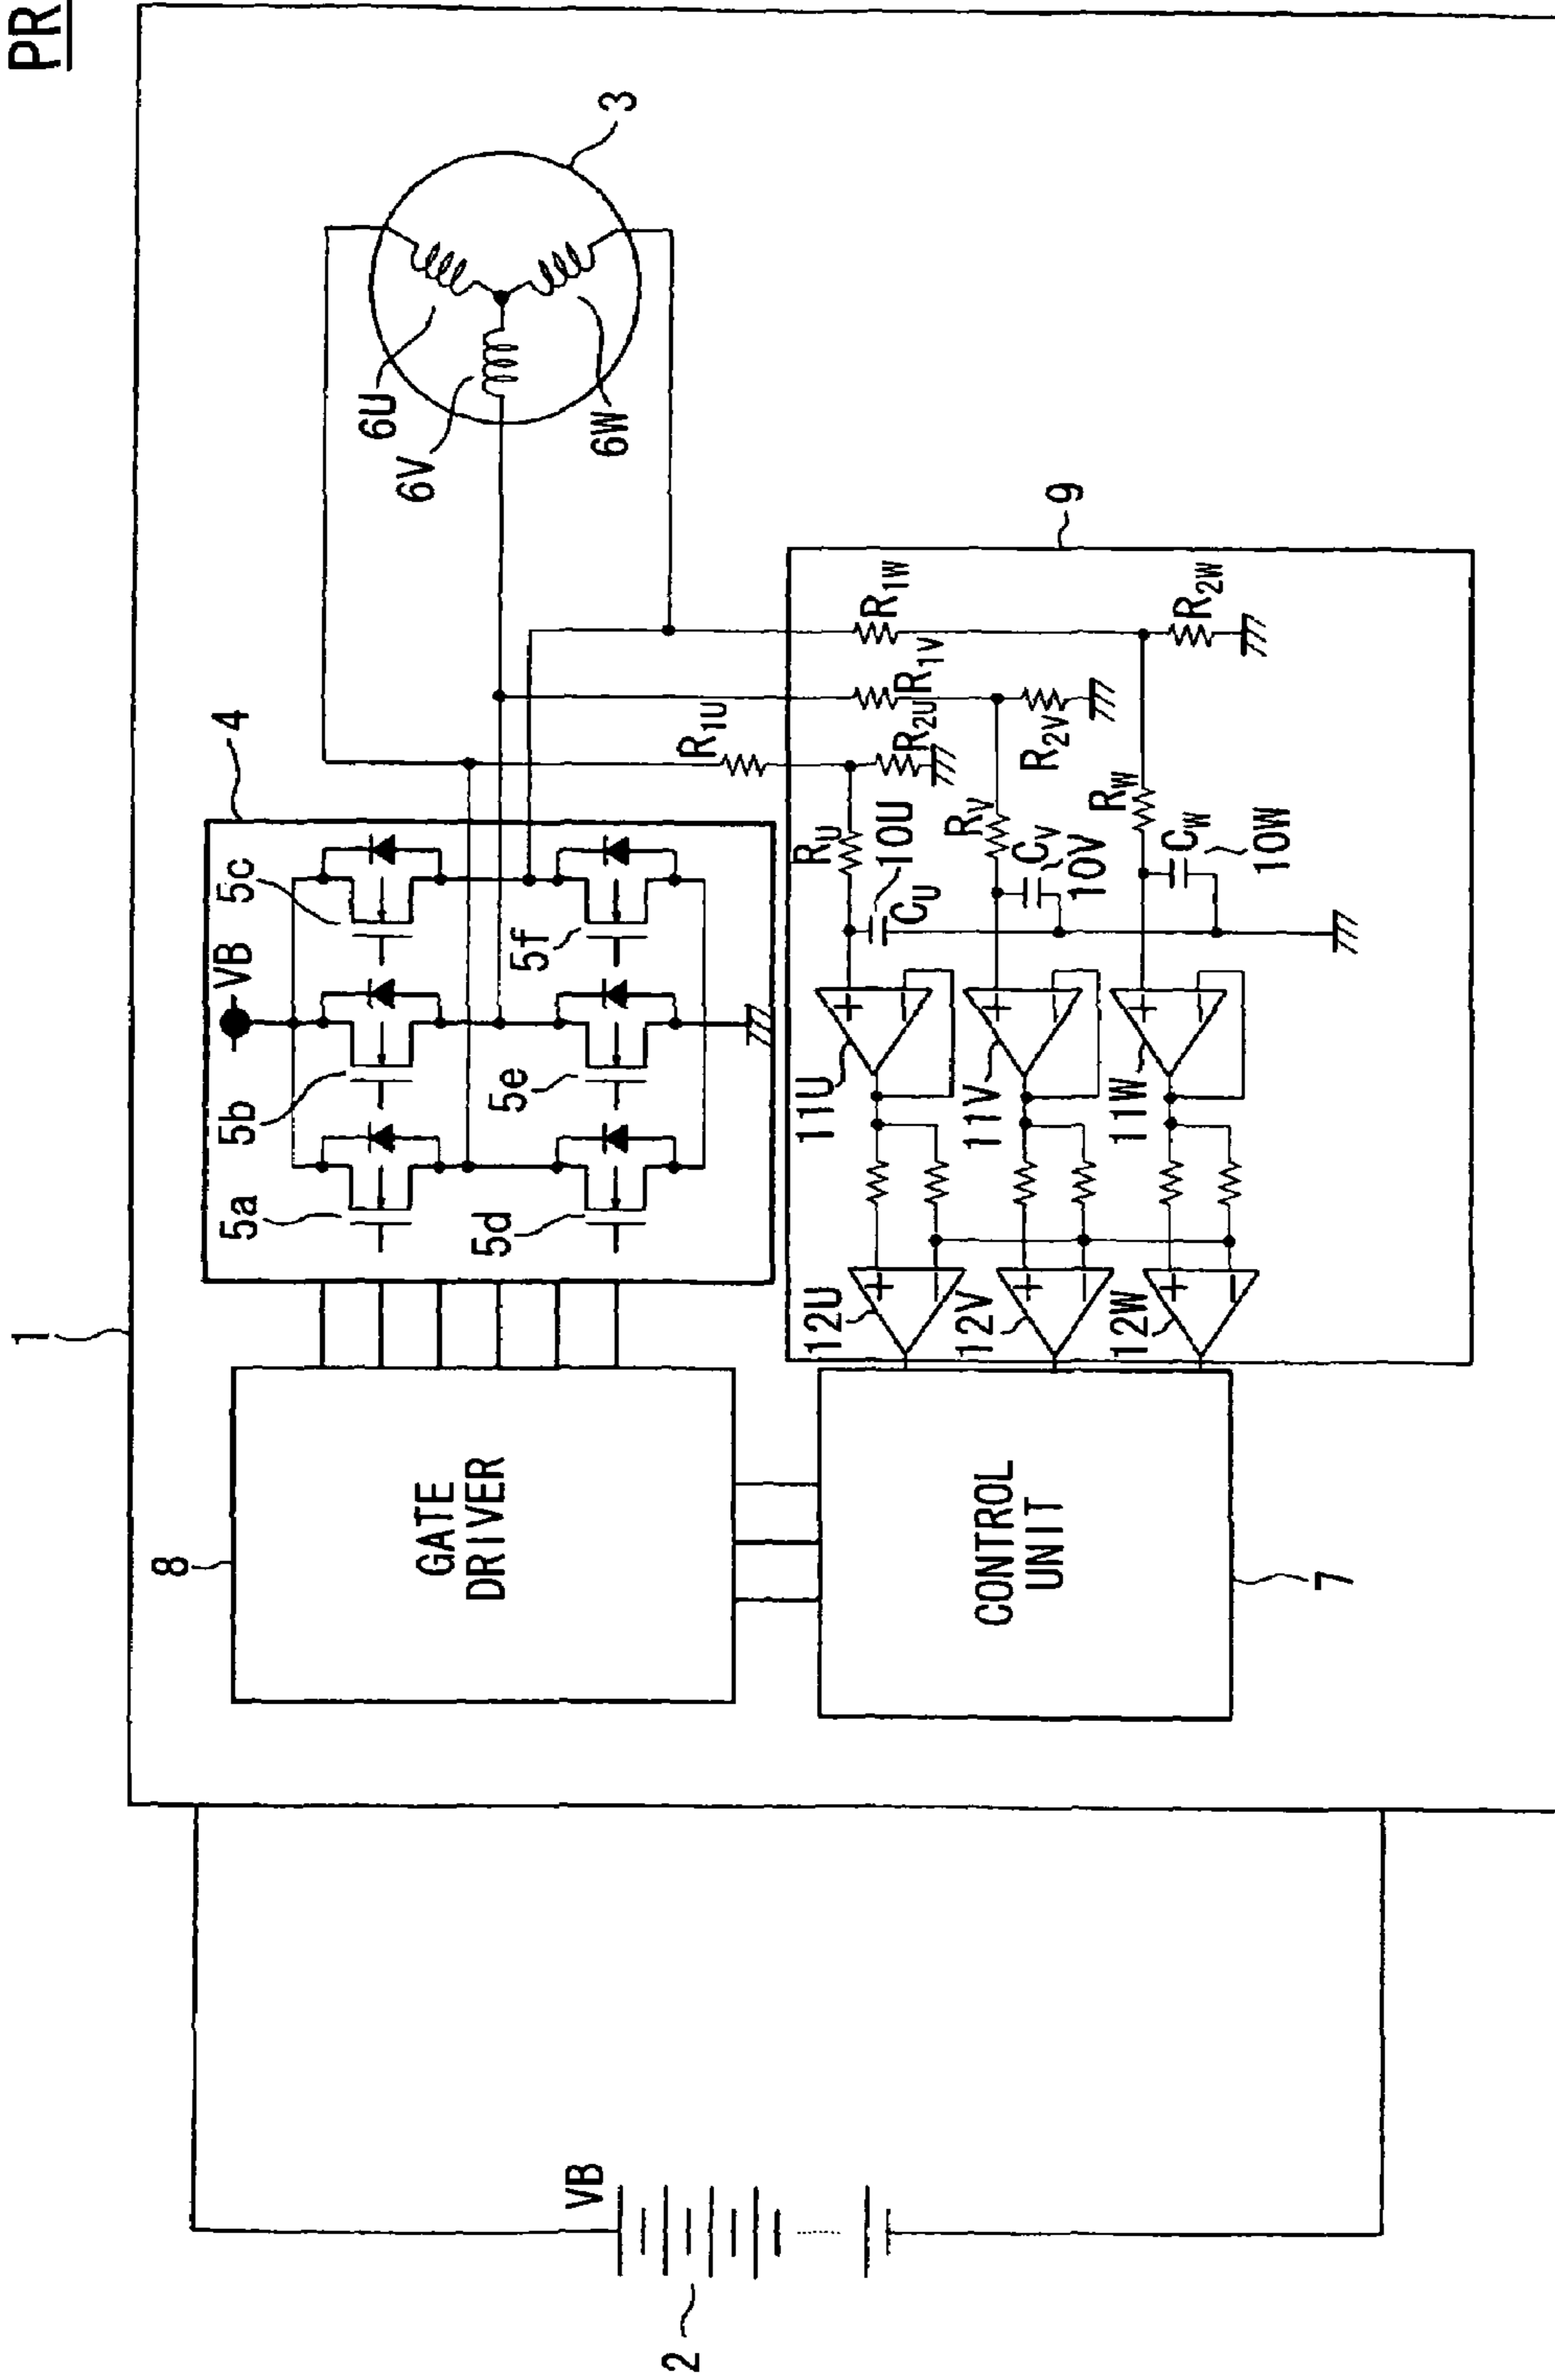 PR
1
8
GATE
DRIVER
4
VB
5a
5b
5c
5d
5e
5f
3
6U
6V
6W
2
VB
CONTROL
UNIT
7
9
R1U
R2U
R1V
R2V
R1W
R2W
RU
CU
10U
RV
CV
10V
RW
CW
10W
11U
11V
11W
12U
12V
12W
+
−
+
−
+
−
+
−
+
−
+
−